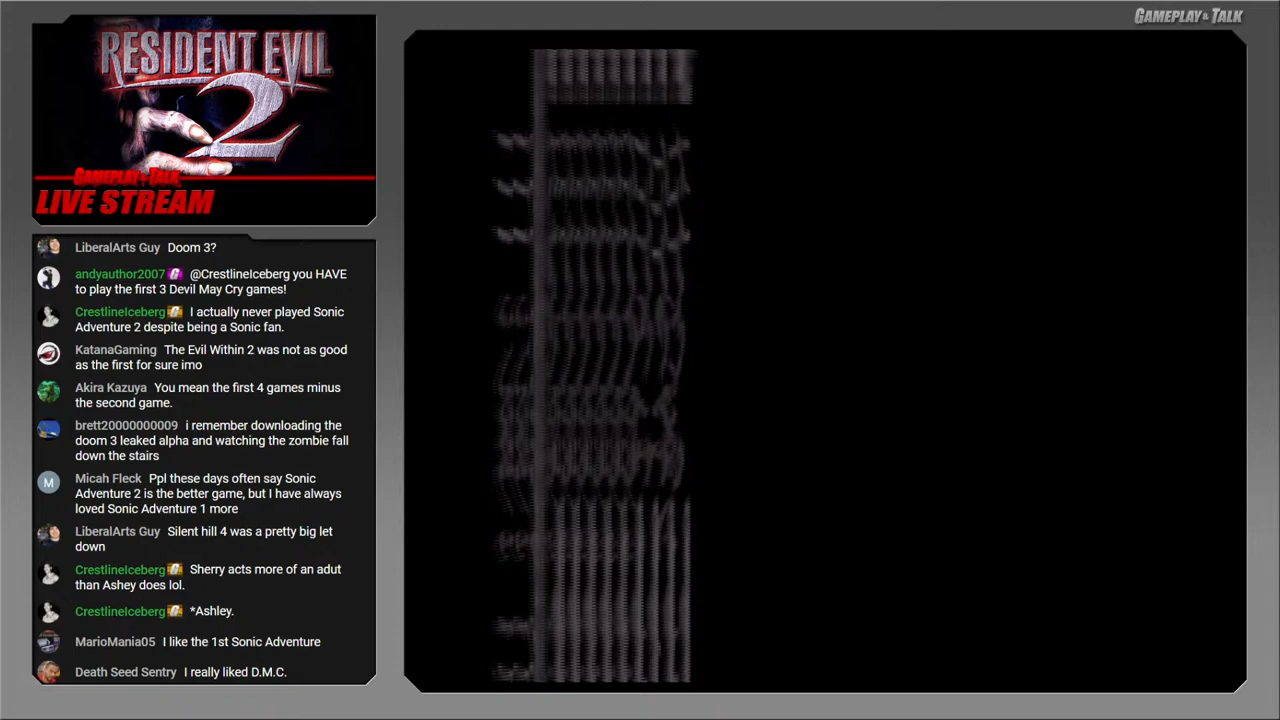 GAMEPLAY & TALK
RESIDENT EVIL
2
GAMEPLAY & TALK
LIVE STREAM
LiberalArts Guy Doom 3?
andyauthor2007 @CrestlineIceberg you HAVE
to play the first 3 Devil May Cry games!
CrestlineIceberg I actually never played Sonic
Adventure 2 despite being a Sonic fan.
KatanaGaming The Evil Within 2 was not as good
as the first for sure imo
Akira Kazuya You mean the first 4 games minus
the second game.
brett20000000009 i remember downloading the
doom 3 leaked alpha and watching the zombie fall
down the stairs
M
Micah Fleck Ppl these days often say Sonic
Adventure 2 is the better game, but I have always
loved Sonic Adventure 1 more
LiberalArts Guy Silent hill 4 was a pretty big let
down
CrestlineIceberg Sherry acts more of an adut
than Ashey does lol.
CrestlineIceberg *Ashley.
MarioMania05 I like the 1st Sonic Adventure
Death Seed Sentry I really liked D.M.C.